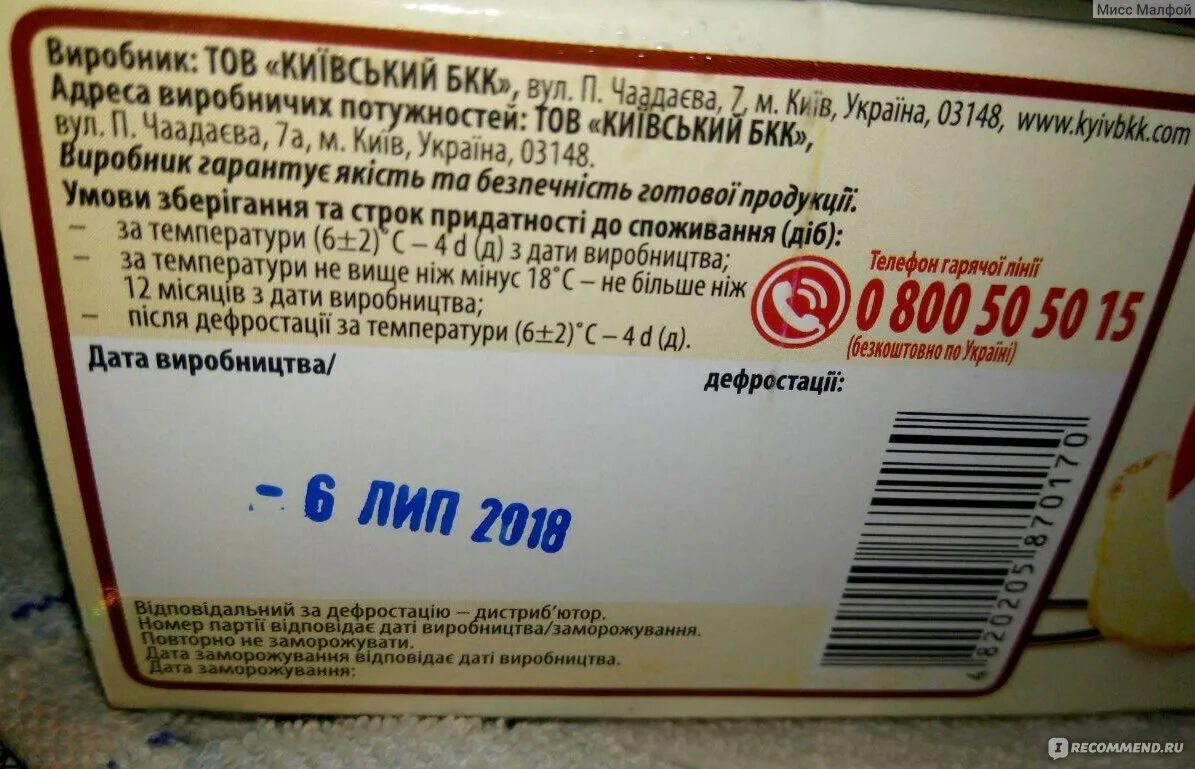 Мисс Малфой
Виробник: ТОВ «КИЇВСЬКИЙ БКК», вул. П. Чаадаєва, 7, м. Київ, Україна, 03148, www.kyivbkk.com
Адреса виробничих потужностей: ТОВ «КИЇВСЬКИЙ БКК»,
вул. П. Чаадаєва, 7а, м. Київ, Україна, 03148.
Виробник гарантує якість та безпечність готової продукції.
Умови зберігання та строк придатності до споживання (діб):
– за температури (6±2)°С – 4 d (д) з дати виробництва;
– за температури не вище ніж мінус 18°С – не більше ніж
12 місяців з дати виробництва;
– після дефростації за температури (6±2)°С – 4 d (д).
Телефон гарячої лінії
0 800 50 50 15
(безкоштовно по Україні)
Дата виробництва/
дефростації:
- 6 ЛИП 2018
4820205870170
Відповідальний за дефростацію – дистриб'ютор.
Номер партії відповідає даті виробництва/заморожування.
Повторно не заморожувати.
Дата заморожування відповідає даті виробництва.
Дата заморожування:
IRECOMMEND.RU